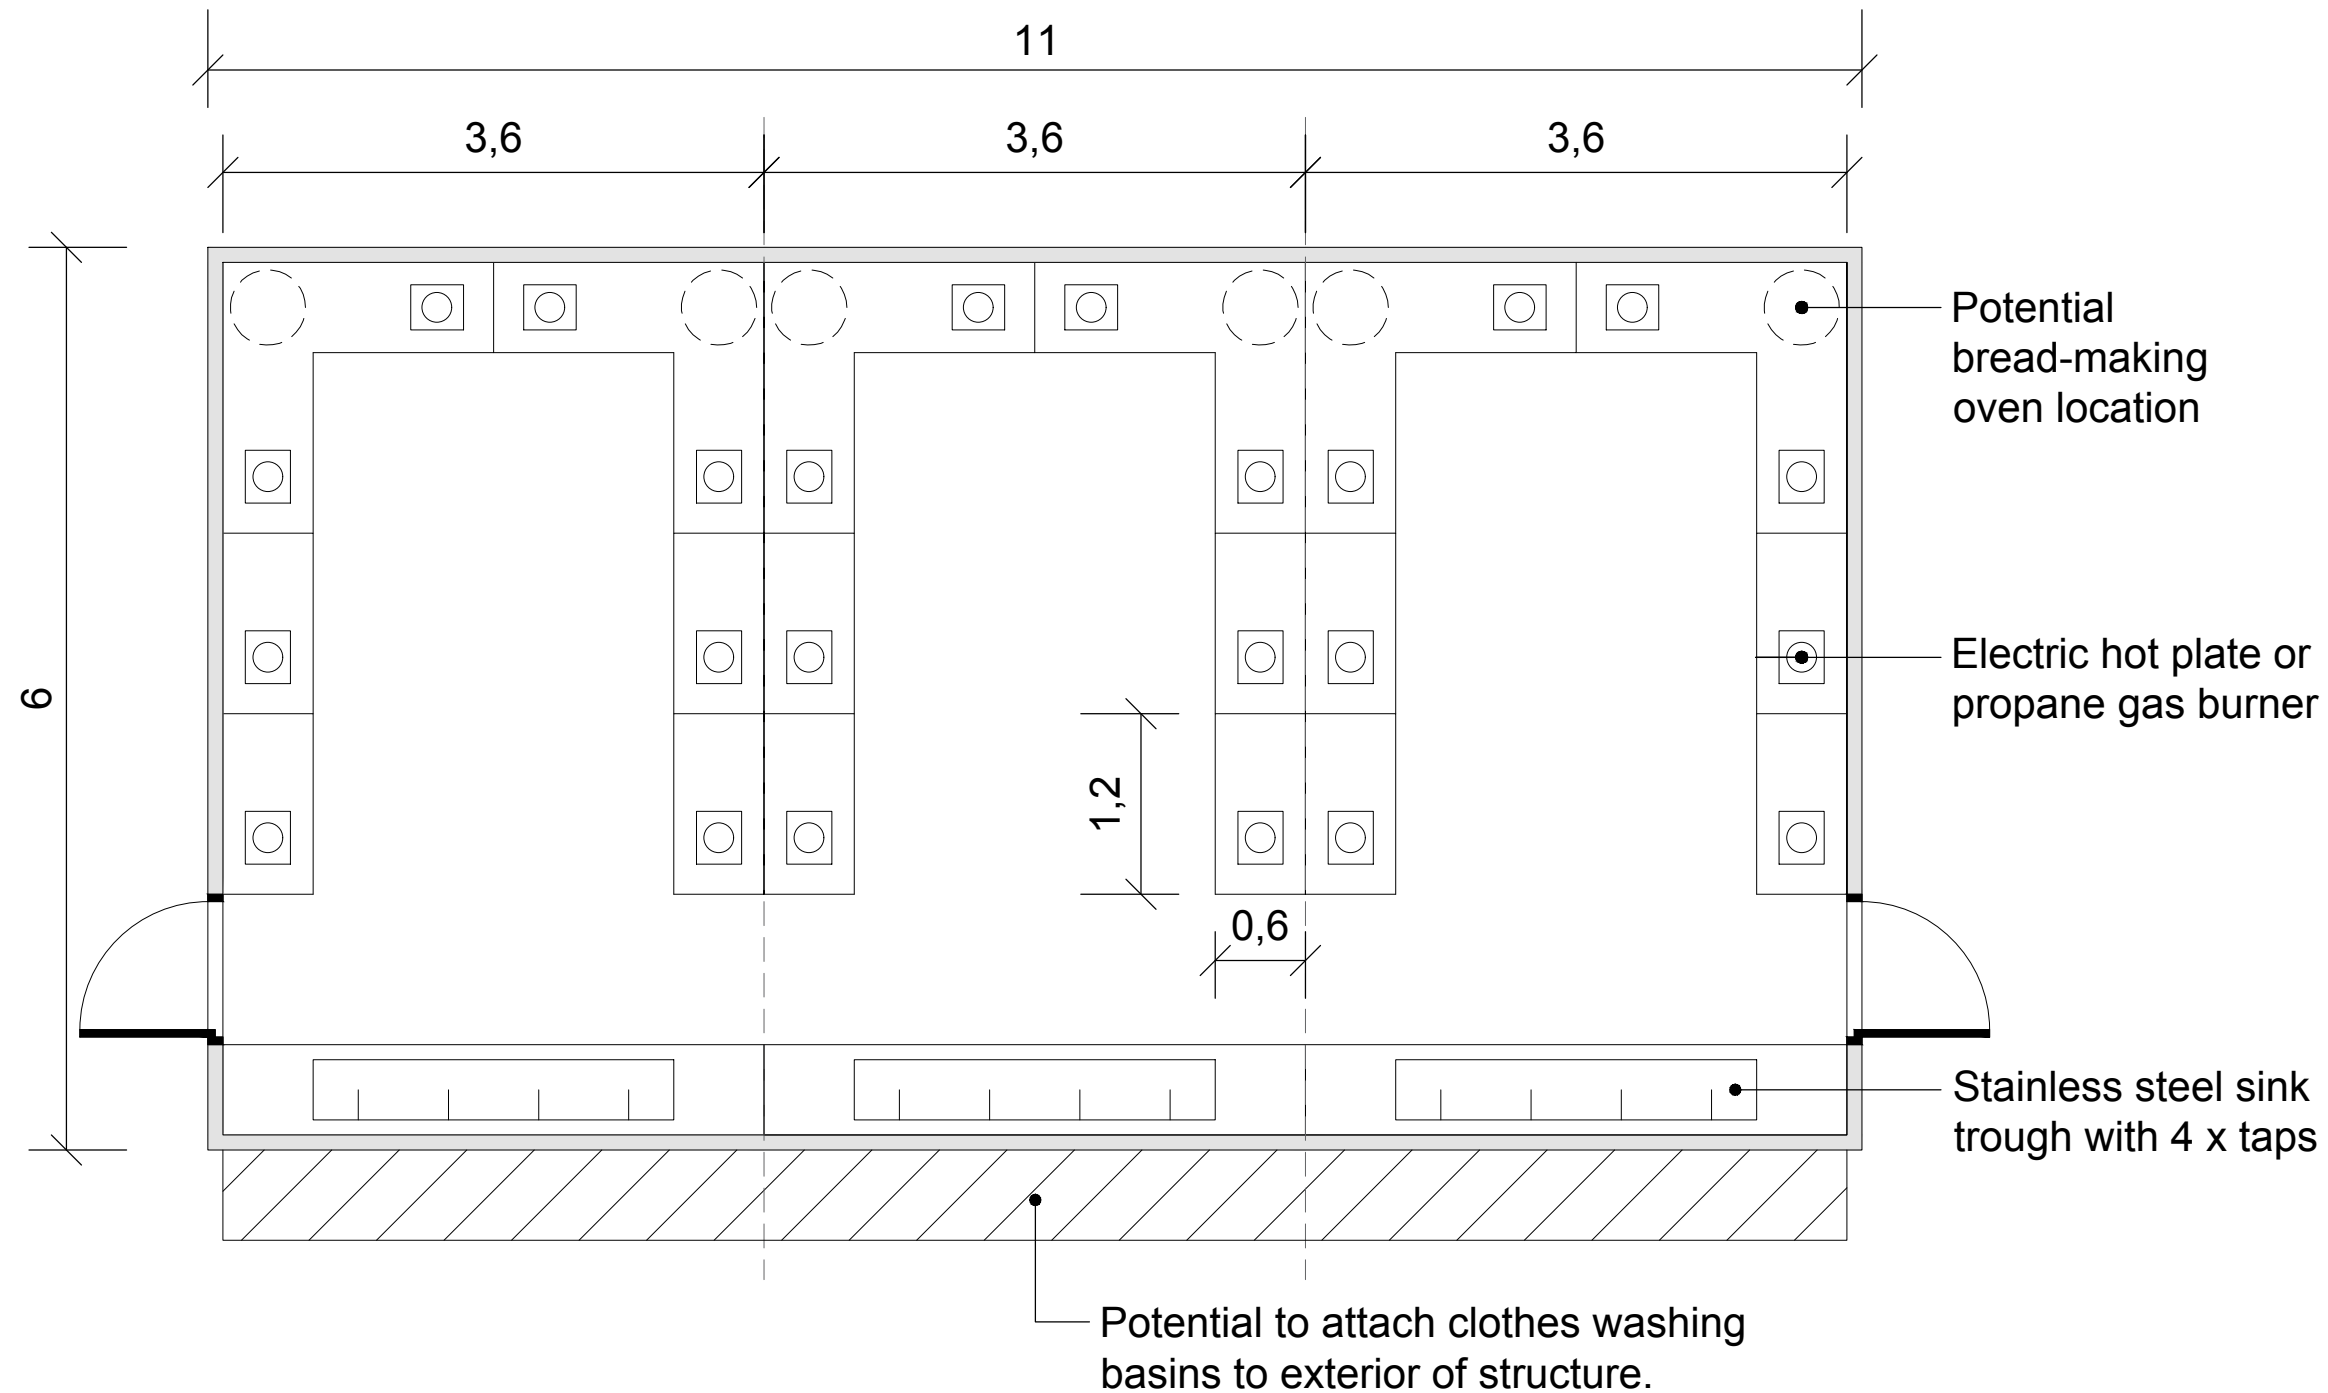 11
3,6
3,6
3,6
Potential
bread-making
oven location
6
Electric hot plate or
propane gas burner
1,2
0,6
Stainless steel sink
trough with 4 x taps
Potential to attach clothes washing
basins to exterior of structure.